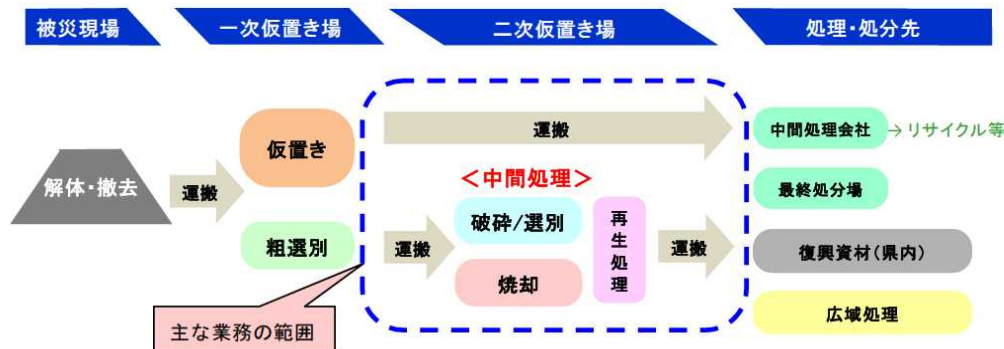 被災現場
一次仮置き場
二次仮置き場
処理・処分先
解体・撤去
運搬
仮置き
粗選別
運搬
＜中間処理＞
運搬
破砕/選別
焼却
再生処理
運搬
中間処理会社
→リサイクル等
最終処分場
復興資材(県内)
広域処理
主な業務の範囲